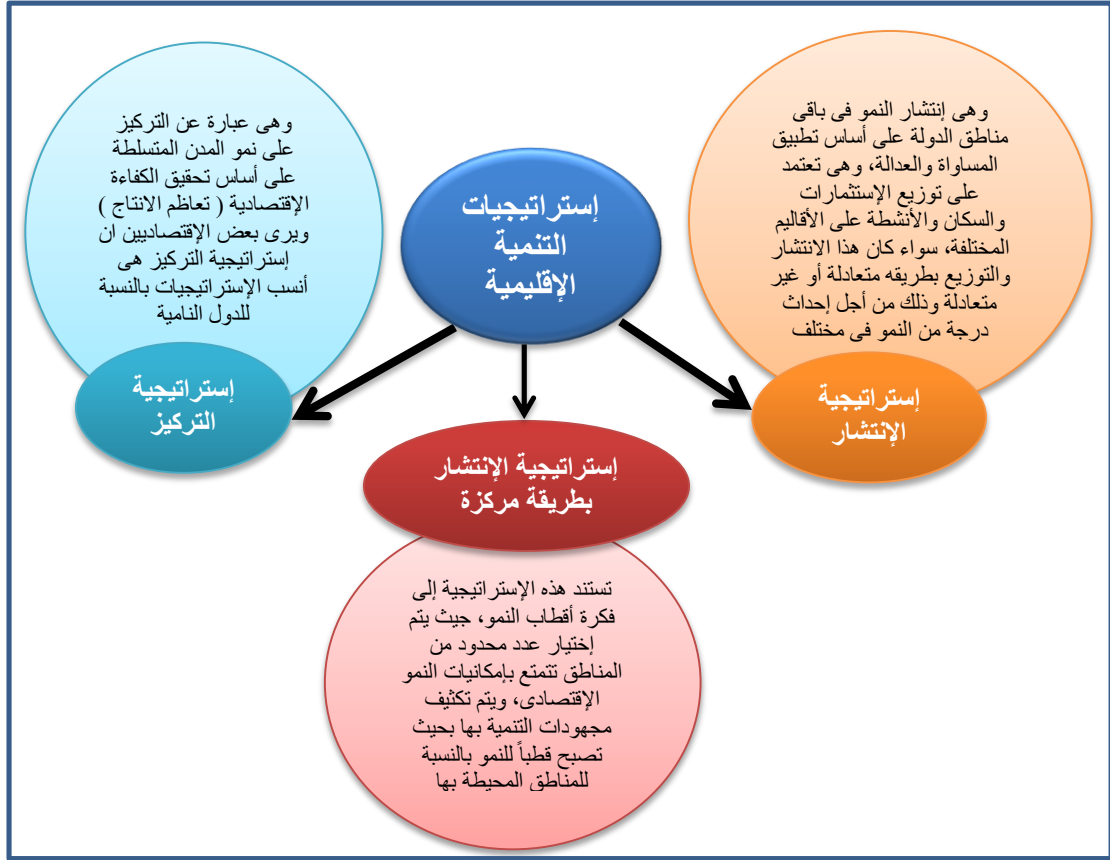 إستراتيجيات
التنمية
الإقليمية
وهى إنتشار النمو فى باقى
مناطق الدولة على أساس تطبيق
المساواة والعدالة، وهى تعتمد
على توزيع الإستثمارات
والسكان والأنشطة على الأقاليم
المختلفة، سواء كان هذا الانتشار
والتوزيع بطريقه متعادلة أو غير
متعادلة وذلك من أجل إحداث
درجة من النمو فى مختلف
إستراتيجية
الإنتشار
إستراتيجية الإنتشار
بطريقة مركزة
تستند هذه الإستراتيجية إلى
فكرة أقطاب النمو، جيث يتم
إختيار عدد محدود من
المناطق تتمتع بإمكانيات النمو
الإقتصادى، ويتم تكثيف
مجهودات التنمية بها بحيث
تصبح قطباً للنمو بالنسبة
للمناطق المحيطة بها
وهى عبارة عن التركيز
على نمو المدن المتسلطة
على أساس تحقيق الكفاءة
الإقتصادية ( تعاظم الانتاج )
ويرى بعض الإقتصاديين ان
إستراتيجية التركيز هى
أنسب الإستراتيجيات بالنسبة
للدول النامية
إستراتيجية
التركيز